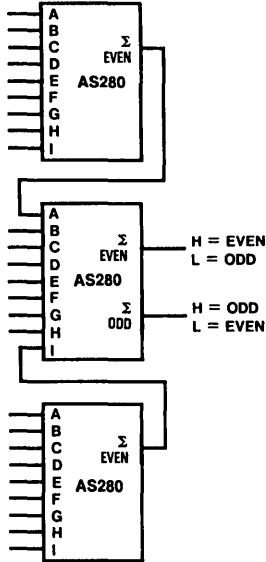 A
B
C
D
E
F
G
H
I
Σ
EVEN
AS280
A
B
C
D
E
F
G
H
I
Σ
EVEN
AS280
Σ
ODD
H = EVEN
L = ODD
H = ODD
L = EVEN
A
B
C
D
E
F
G
H
I
Σ
EVEN
AS280